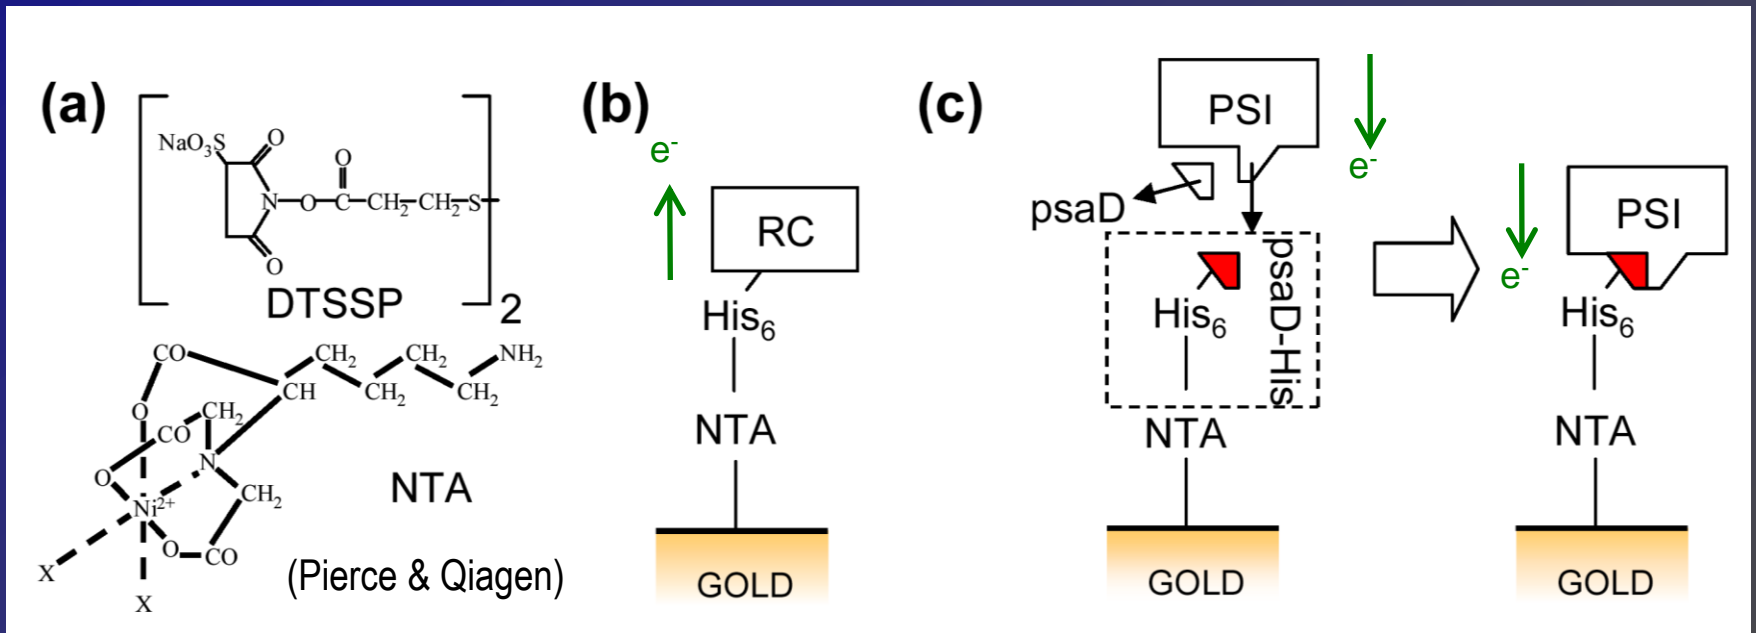 (a)
NaO3S
O
O
N
O
C
O
CH2
CH2
S
2
DTSSP
CO
CH2
CH2
NH2
CH
CH2
CH2
O
CO
CH2
O
N
Ni2+
CH2
O
CO
X
X
NTA
(Pierce & Qiagen)
(b)
e-
RC
His6
NTA
GOLD
(c)
PSI
e-
psaD
psaD-His
His6
NTA
GOLD
e-
PSI
His6
NTA
GOLD